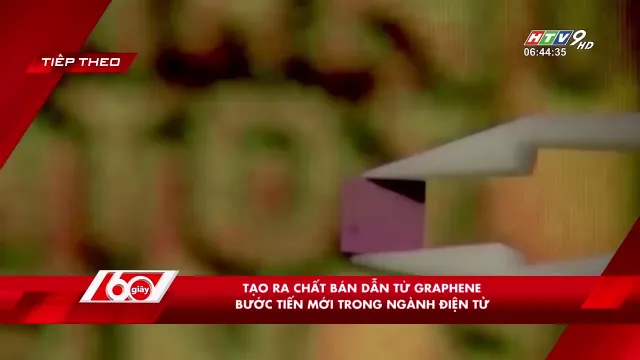 TIẾP THEO
HTV9 HD
06:44:35
60 giây
TẠO RA CHẤT BÁN DẪN TỪ GRAPHENE
BƯỚC TIẾN MỚI TRONG NGÀNH ĐIỆN TỬ